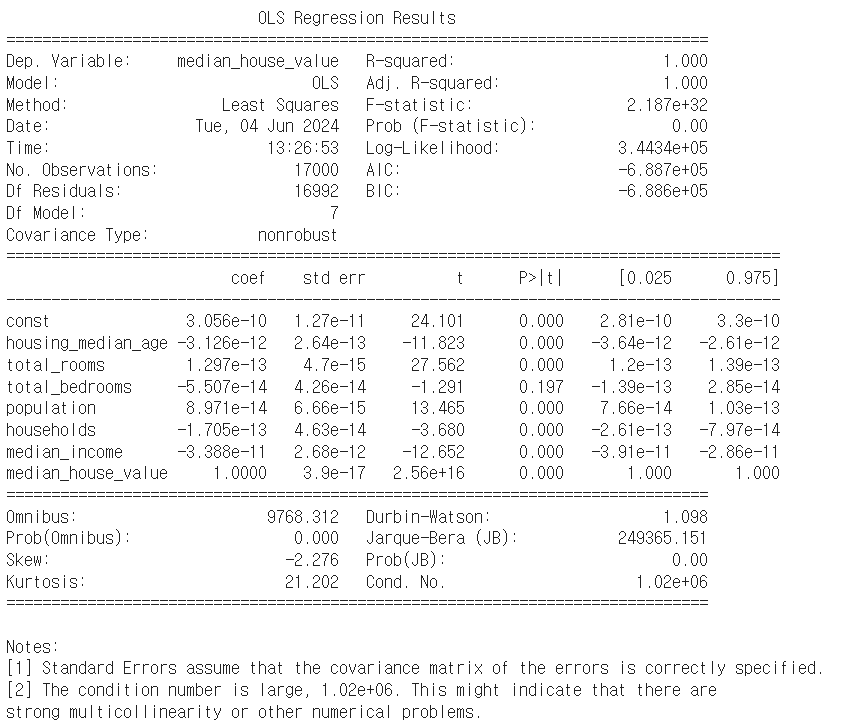 OLS Regression Results
==============================================================================
Dep. Variable:     median_house_value   R-squared:                       1.000
Model:                            OLS   Adj. R-squared:                  1.000
Method:                 Least Squares   F-statistic:                 2.187e+32
Date:                Tue, 04 Jun 2024   Prob (F-statistic):               0.00
Time:                        13:26:53   Log-Likelihood:             3.4434e+05
No. Observations:               17000   AIC:                        -6.887e+05
Df Residuals:                   16992   BIC:                        -6.886e+05
Df Model:                           7
Covariance Type:            nonrobust
======================================================================================
                         coef    std err          t      P>|t|      [0.025      0.975]
--------------------------------------------------------------------------------------
const               3.056e-10   1.27e-11     24.101      0.000    2.81e-10     3.3e-10
housing_median_age -3.126e-12   2.64e-13    -11.823      0.000   -3.64e-12   -2.61e-12
total_rooms         1.297e-13    4.7e-15     27.562      0.000     1.2e-13    1.39e-13
total_bedrooms     -5.507e-14   4.26e-14     -1.291      0.197   -1.39e-13    2.85e-14
population          8.971e-14   6.66e-15     13.465      0.000    7.66e-14    1.03e-13
households         -1.705e-13   4.63e-14     -3.680      0.000   -2.61e-13   -7.97e-14
median_income      -3.388e-11   2.68e-12    -12.652      0.000   -3.91e-11   -2.86e-11
median_house_value     1.0000    3.9e-17   2.56e+16      0.000       1.000       1.000
==============================================================================
Omnibus:                     9768.312   Durbin-Watson:                   1.098
Prob(Omnibus):                  0.000   Jarque-Bera (JB):           249365.151
Skew:                          -2.276   Prob(JB):                         0.00
Kurtosis:                      21.202   Cond. No.                     1.02e+06
==============================================================================
Notes:
[1] Standard Errors assume that the covariance matrix of the errors is correctly specified.
[2] The condition number is large, 1.02e+06. This might indicate that there are
strong multicollinearity or other numerical problems.